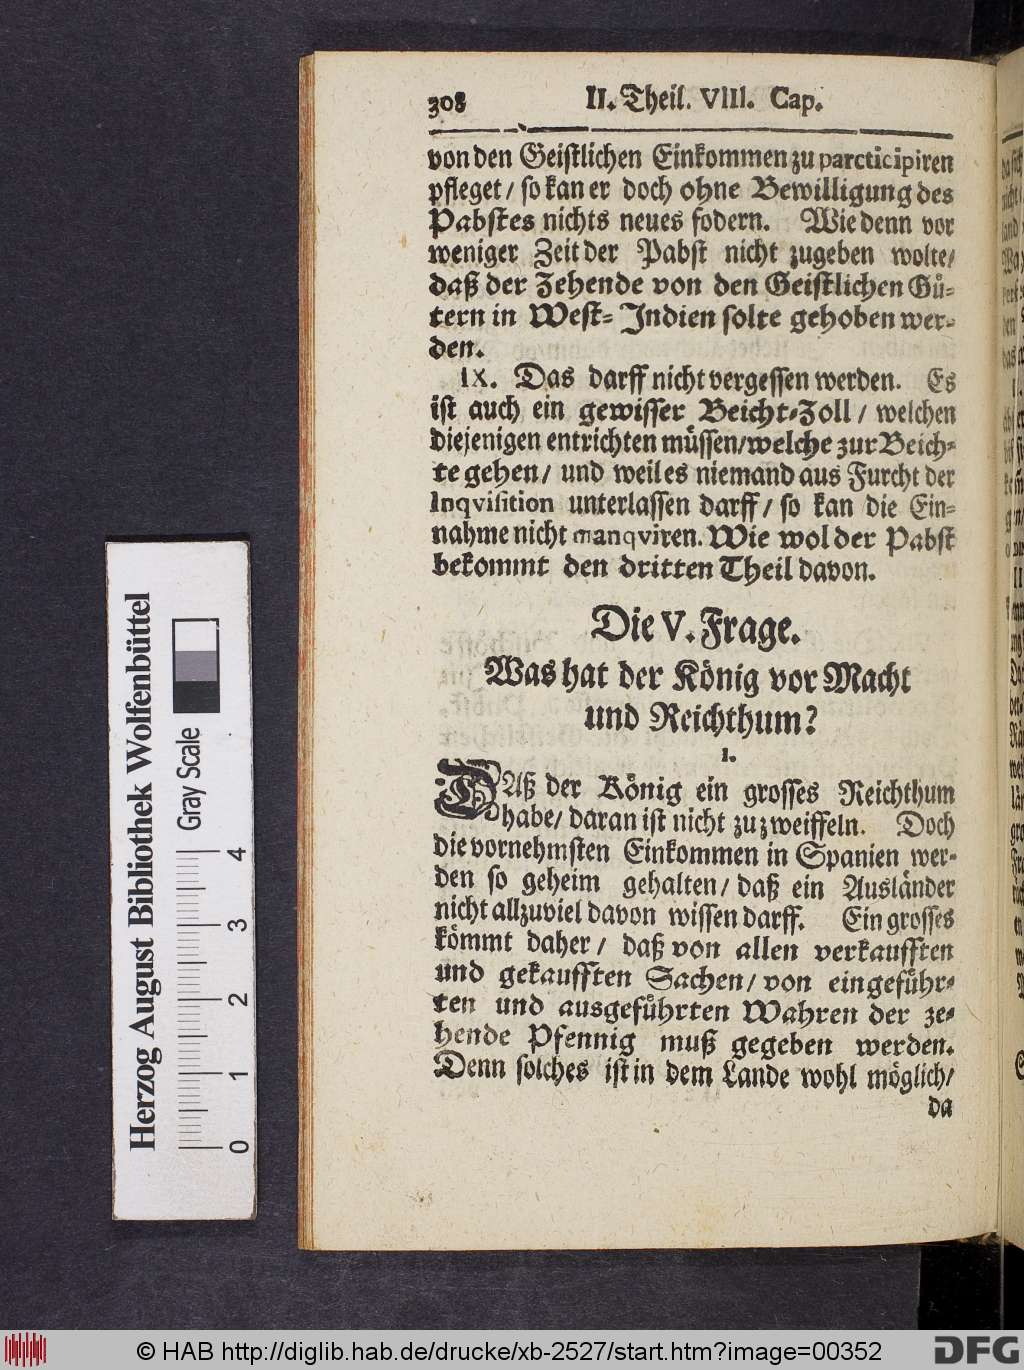 308 II. Theil. VIII. Cap.
von den Geistlichen Einkommen zu parcticipiren
pfleget / so kan er doch ohne Bewilligung des
Pabstes nichts neues fodern. Wie denn vor
weniger Zeit der Pabst nicht zugeben wolte/
daß der Zehende von den Geistlichen Guͤ-
tern in West- Indien solte gehoben wer-
den.
IX. Das darff nicht vergessen werden. Es
ist auch ein gewisser Beicht-Zoll / welchen
diejenigen entrichten müssen/welche zur Beich-
te gehen/ und weil es niemand aus Furcht der
Inqvisition unterlassen darff / so kan die Ein-
nahme nicht manqviren. Wie wol der Pabst
bekommt den dritten Theil davon.
Die V. Frage.
Was hat der König vor Macht
und Reichthum?
I.
DAß der König ein grosses Reichthum
habe/ daran ist nicht zu zweiffeln. Doch
die vornehmsten Einkommen in Spanien wer-
den so geheim gehalten/ daß ein Ausländer
nicht allzuviel davon wissen darff. Ein grosses
kömmt daher / daß von allen verkaufften
und gekaufften Sachen/ von eingefuͤhr-
ten und ausgefuͤhrten Wahren der ze-
hende Pfennig muß gegeben werden.
Denn solches ist in dem Lande wohl möglich/
da
Herzog August Bibliothek Wolfenbüttel
Gray Scale
0 1 2 3 4
© HAB http://diglib.hab.de/drucke/xb-2527/start.htm?image=00352
DFG